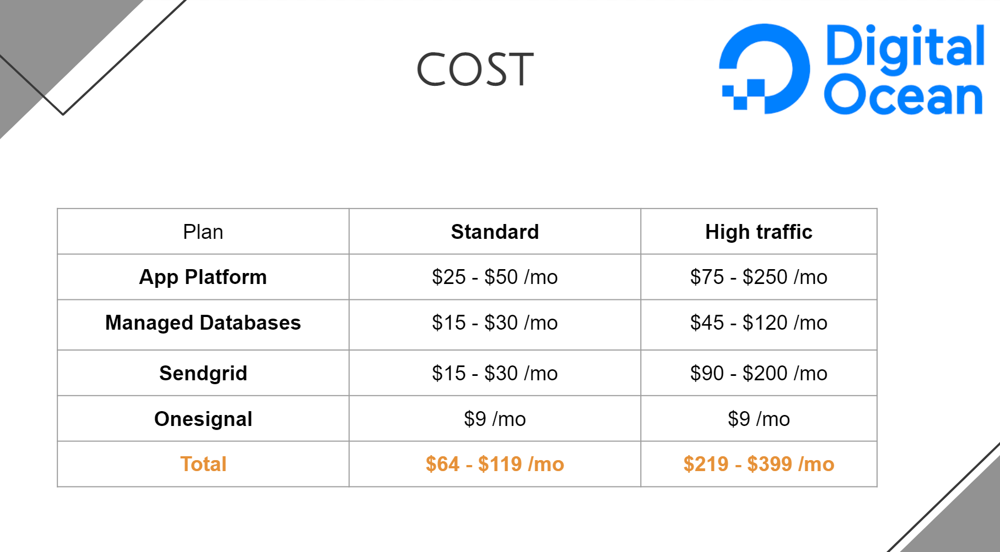 COST
Digital
Ocean
Plan Standard High traffic
App Platform $25 - $50 /mo $75 - $250 /mo
Managed Databases $15 - $30 /mo $45 - $120 /mo
Sendgrid $15 - $30 /mo $90 - $200 /mo
Onesignal $9 /mo $9 /mo
Total $64 - $119 /mo $219 - $399 /mo